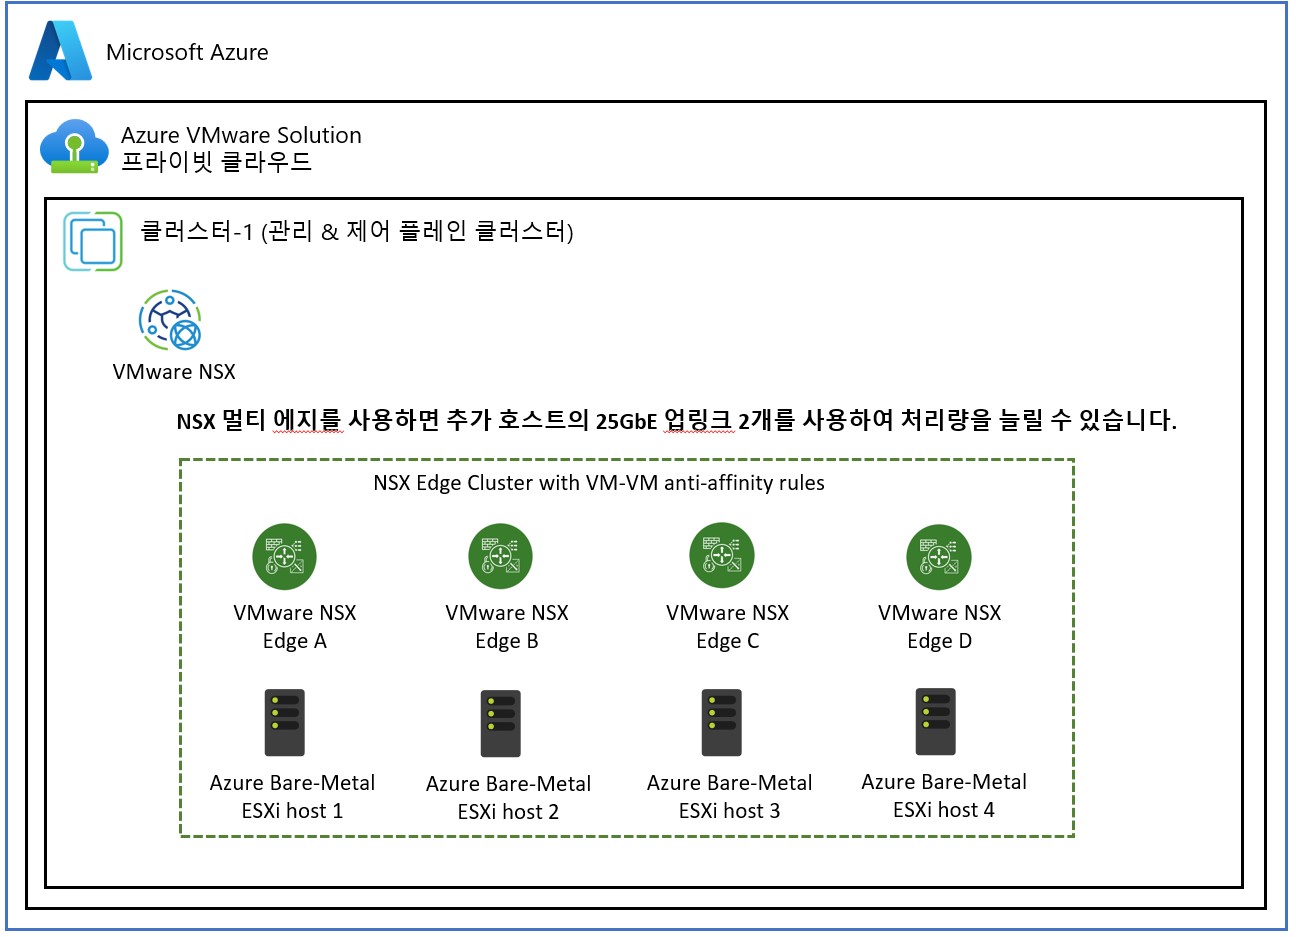 Microsoft Azure
Azure VMware Solution
프라이빗 클라우드
클러스터-1 (관리 & 제어 플레인 클러스터)
VMware NSX
NSX 멀티 에지를 사용하면 추가 호스트의 25GbE 업링크 2개를 사용하여 처리량을 늘릴 수 있습니다.
NSX Edge Cluster with VM-VM anti-affinity rules
VMware NSX
Edge A
VMware NSX
Edge B
VMware NSX
Edge C
VMware NSX
Edge D
Azure Bare-Metal
ESXi host 1
Azure Bare-Metal
ESXi host 2
Azure Bare-Metal
ESXi host 3
Azure Bare-Metal
ESXi host 4